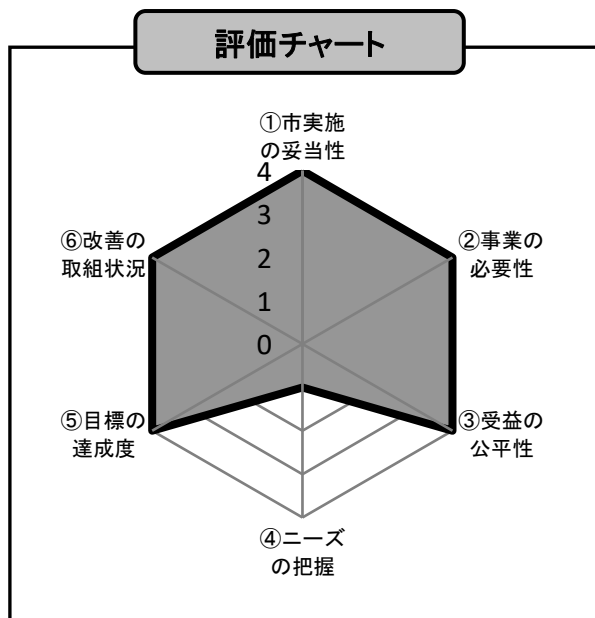 評価チャート
①市実施
の妥当性
4
3
2
1
0
②事業の
必要性
③受益の
公平性
④ニーズ
の把握
⑤目標の
達成度
⑥改善の
取組状況